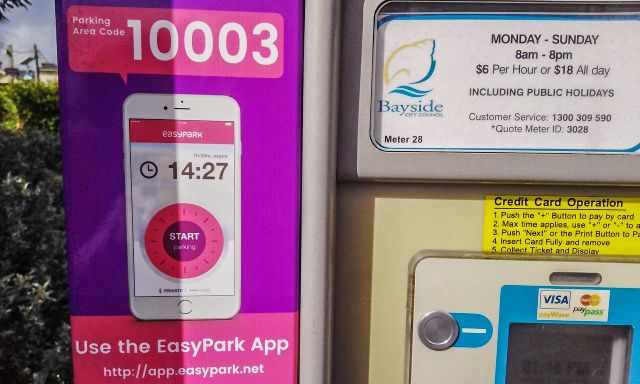 Parking
Area Code 10003
easypark
14:27
START
parking
Use the EasyPark App
http://app.easypark.net
MONDAY - SUNDAY
8am - 8pm
$6 Per Hour or $18 All day
INCLUDING PUBLIC HOLIDAYS
Bayside
CITY COUNCIL
Customer Service: 1300 309 590
*Quote Meter ID: 3028
Meter 28
Credit Card Operation
1. Push the "+" Button to pay by card
2. Max time applies, use "+" or "-" to a
3. Push "Next" or the Print Button to Pa
4. Insert Card Fully and remove
5. Collect Ticket and Display
VISA
payWave
MasterCard
paypass